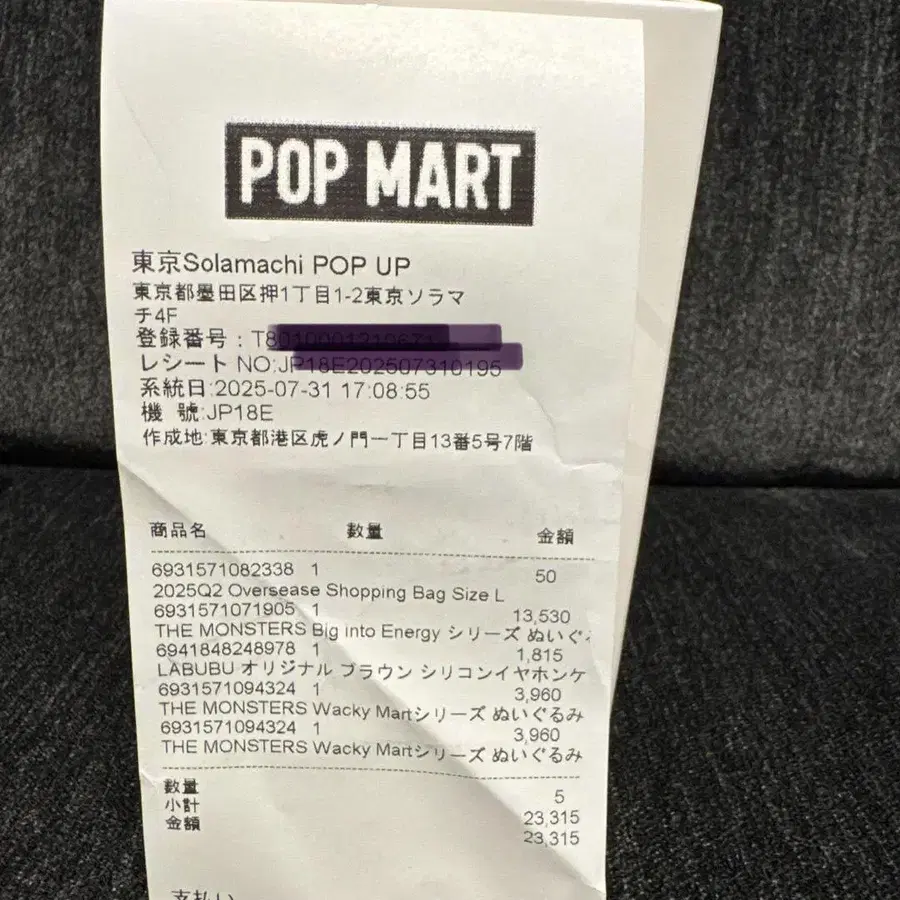 POP MART
東京Solamachi POP UP
東京都墨田区押1丁目1-2東京ソラマ
チ4F
登録番号：T
レシート NO:JP18E202507310195
系統日:2025-07-31 17:08:55
機 號:JP18E
作成地:東京都港区虎ノ門一丁目13番5号7階
商品名 数量 金額
6931571082338 1 50
2025Q2 Oversease Shopping Bag Size L
6931571071905 1 13,530
THE MONSTERS Big into Energy シリーズ ぬいぐ
6941848248978 1 1,815
LABUBU オリジナル ブラウン シリコンイヤホンケ
6931571094324 1 3,960
THE MONSTERS Wacky Martシリーズ ぬいぐるみ
6931571094324 1 3,960
THE MONSTERS Wacky Martシリーズ ぬいぐるみ
数量 5
小計 23,315
金額 23,315
支払い